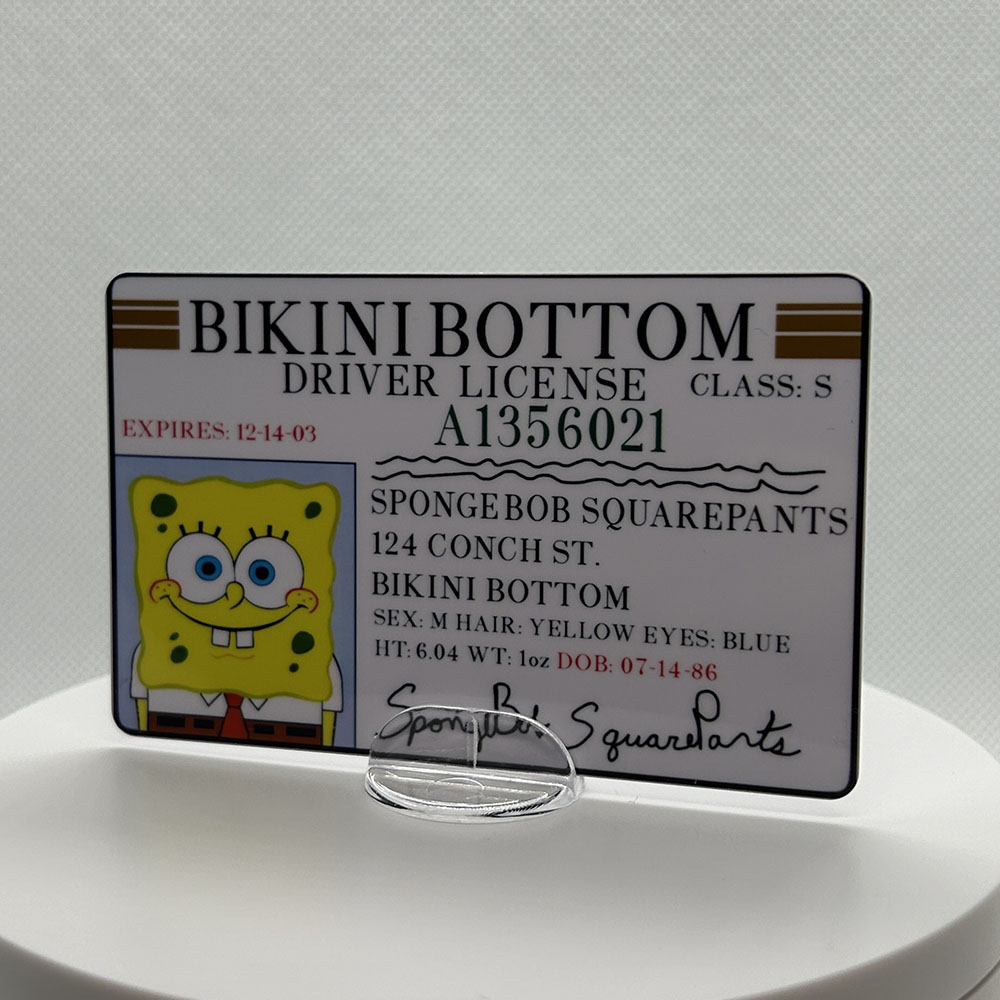 BIKINI BOTTOM
DRIVER LICENSE CLASS: S
A1356021
EXPIRES: 12-14-03
SPONGEBOB SQUAREPANTS
124 CONCH ST.
BIKINI BOTTOM
SEX: M HAIR: YELLOW EYES: BLUE
HT: 6.04 WT: 1oz DOB: 07-14-86
SpongeBob SquarePants